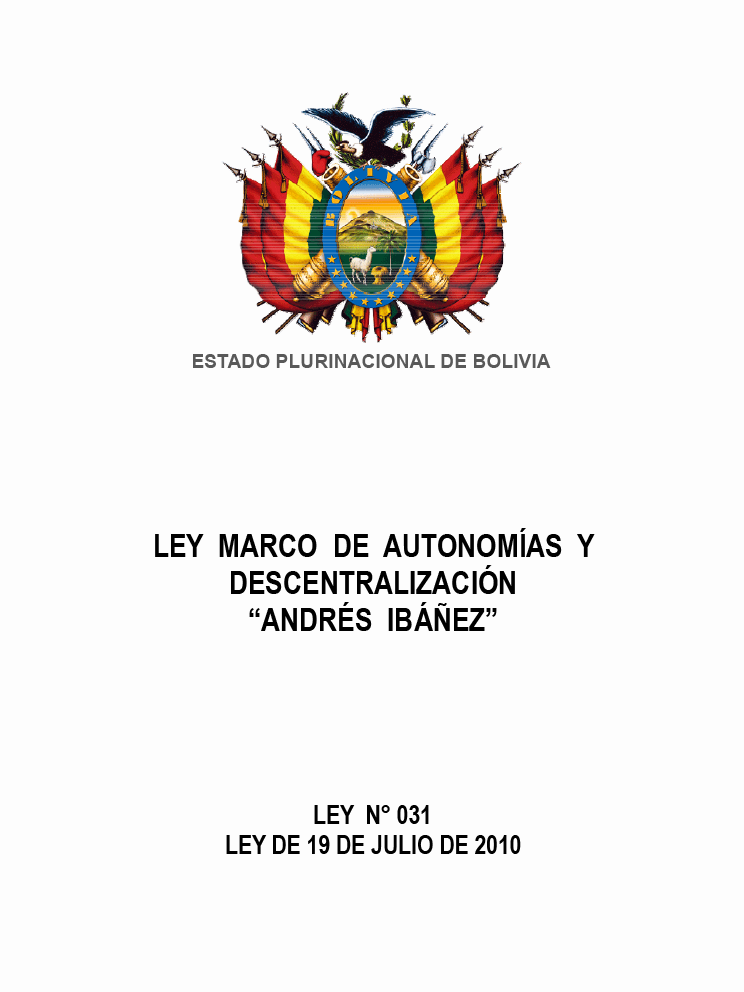 BOLIVIA
ESTADO PLURINACIONAL DE BOLIVIA
LEY MARCO DE AUTONOMÍAS Y
DESCENTRALIZACIÓN
“ANDRÉS IBÁÑEZ”
LEY N° 031
LEY DE 19 DE JULIO DE 2010